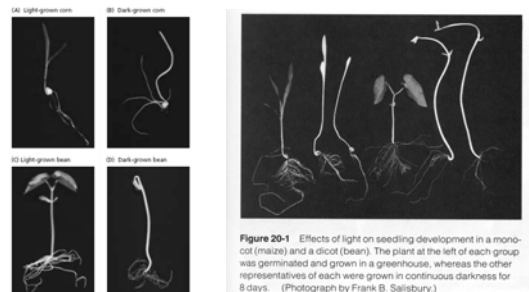 (A) Light-grown corn
(B) Dark-grown corn
(C) Light-grown bean
(D) Dark-grown bean
Figure 20-1 Effects of light on seedling development in a mono-
cot (maize) and a dicot (bean). The plant at the left of each group
was germinated and grown in a greenhouse, whereas the other
representatives of each were grown in continuous darkness for
8 days. (Photograph by Frank B. Salisbury.)